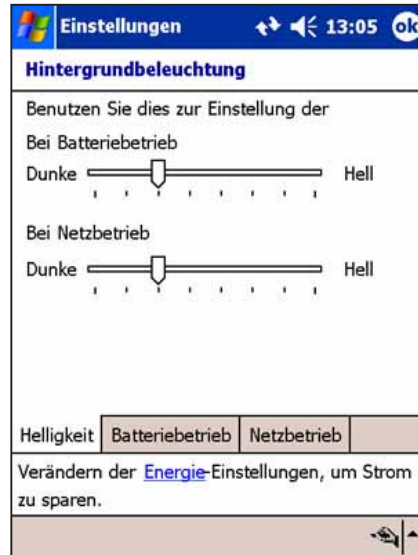 Einstellungen 13:05 ok
Hintergrundbeleuchtung
Benutzen Sie dies zur Einstellung der
Bei Batteriebetrieb
Dunke Hell
Bei Netzbetrieb
Dunke Hell
Helligkeit Batteriebetrieb Netzbetrieb
Verändern der Energie-Einstellungen, um Strom
zu sparen.